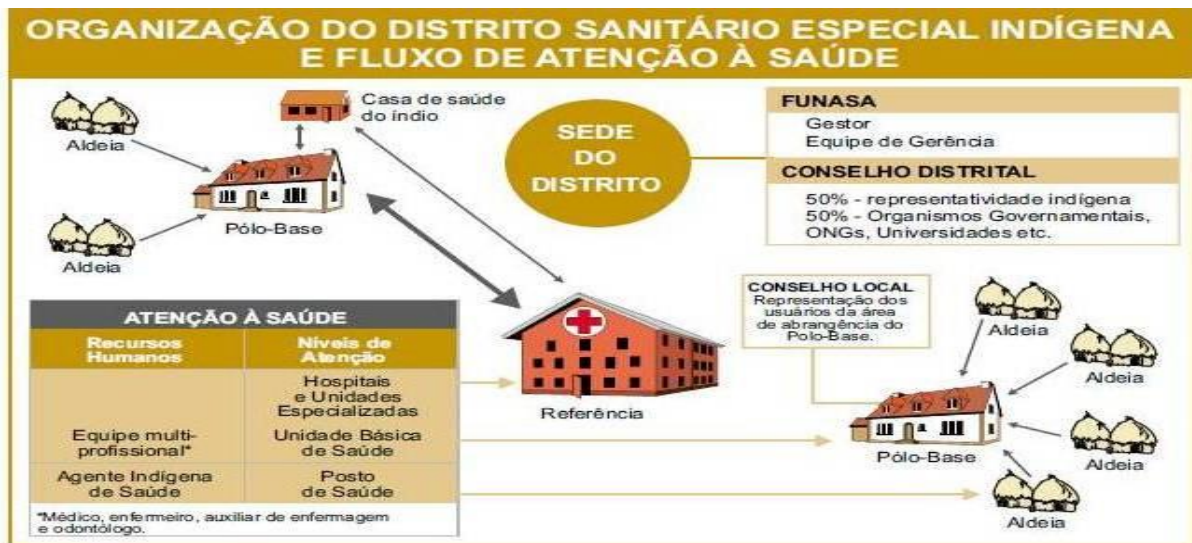 ORGANIZAÇÃO DO DISTRITO SANITÁRIO ESPECIAL INDÍGENA
E FLUXO DE ATENÇÃO À SAÚDE
Aldeia
Casa de saúde
do índio
Pólo-Base
Aldeia
SEDE
DO
DISTRITO
FUNASA
Gestor
Equipe de Gerência
CONSELHO DISTRITAL
50% - representatividade indígena
50% - Organismos Governamentais,
ONGs, Universidades etc.
ATENÇÃO À SAÚDE
Recursos
Humanos
Níveis de
Atenção
Hospitais
e Unidades
Especializadas
Equipe multi-
profissional*
Unidade Básica
de Saúde
Agente Indígena
de Saúde
Posto
de Saúde
*Médico, enfermeiro, auxiliar de enfermagem
e odontólogo.
Referência
CONSELHO LOCAL
Representação dos
usuários da área
de abrangência do
Polo-Base.
Aldeia
Aldeia
Aldeia
Pólo-Base
Aldeia